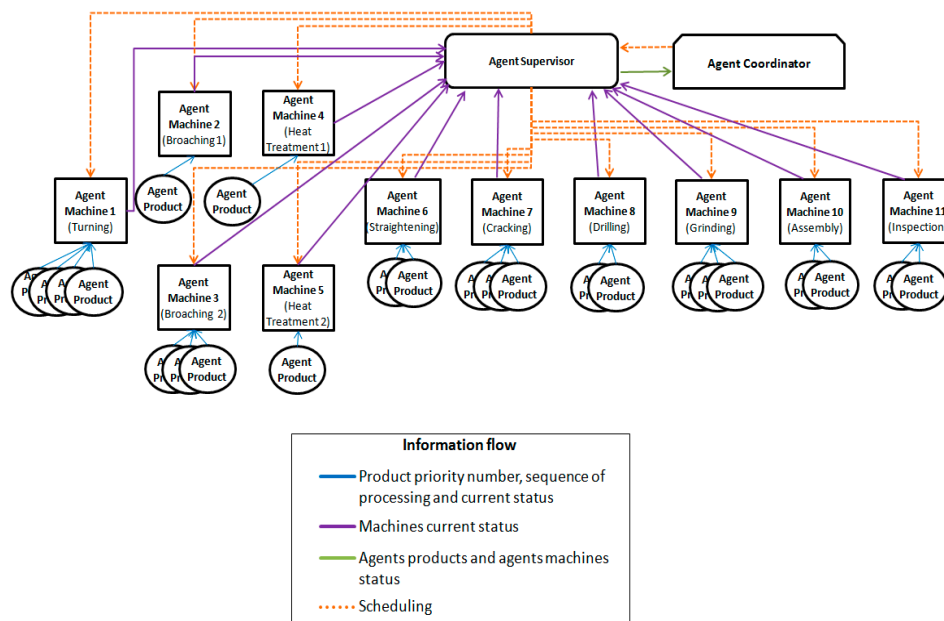 Agent Supervisor
Agent Coordinator
Agent
Machine 2
(Broaching 1)
Agent
Machine 4
(Heat
Treatment 1)
Agent
Product
Agent
Product
Agent
Machine 1
(Turning)
Agent
Machine 6
(Straightening)
Agent
Machine 7
(Cracking)
Agent
Machine 8
(Drilling)
Agent
Machine 9
(Grinding)
Agent
Machine 10
(Assembly)
Agent
Machine 11
(Inspection
Agent
Product
Agent
Machine 3
(Broaching 2)
Agent
Machine 5
(Heat
Treatment 2)
Agent
Product
Agent
Product
Agent
Product
Agent
Product
Agent
Product
Agent
Product
Agent
Product
Agent
Product
Information flow
Product priority number, sequence of
processing and current status
Machines current status
Agents products and agents machines
status
Scheduling